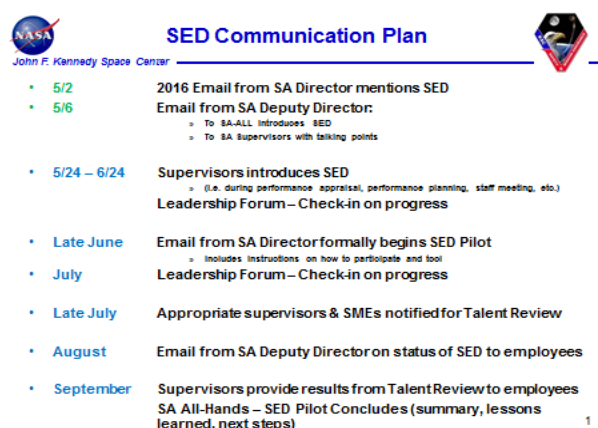 NASA
SED Communication Plan
John F. Kennedy Space Center
• 5/2 2016 Email from SA Director mentions SED
• 5/6 Email from SA Deputy Director:
» To SA-ALL Introduces SED
» To SA Supervisors with talking points
• 5/24 – 6/24 Supervisors introduces SED
» (i.e. during performance appraisal, performance planning, staff meeting, etc.)
Leadership Forum – Check-in on progress
• Late June Email from SA Director formally begins SED Pilot
» Includes instructions on how to participate and tool
• July Leadership Forum – Check-in on progress
• Late July Appropriate supervisors & SMEs notified for Talent Review
• August Email from SA Deputy Director on status of SED to employees
• September Supervisors provide results from Talent Review to employees
SA All-Hands – SED Pilot Concludes (summary, lessons
learned, next steps)
1